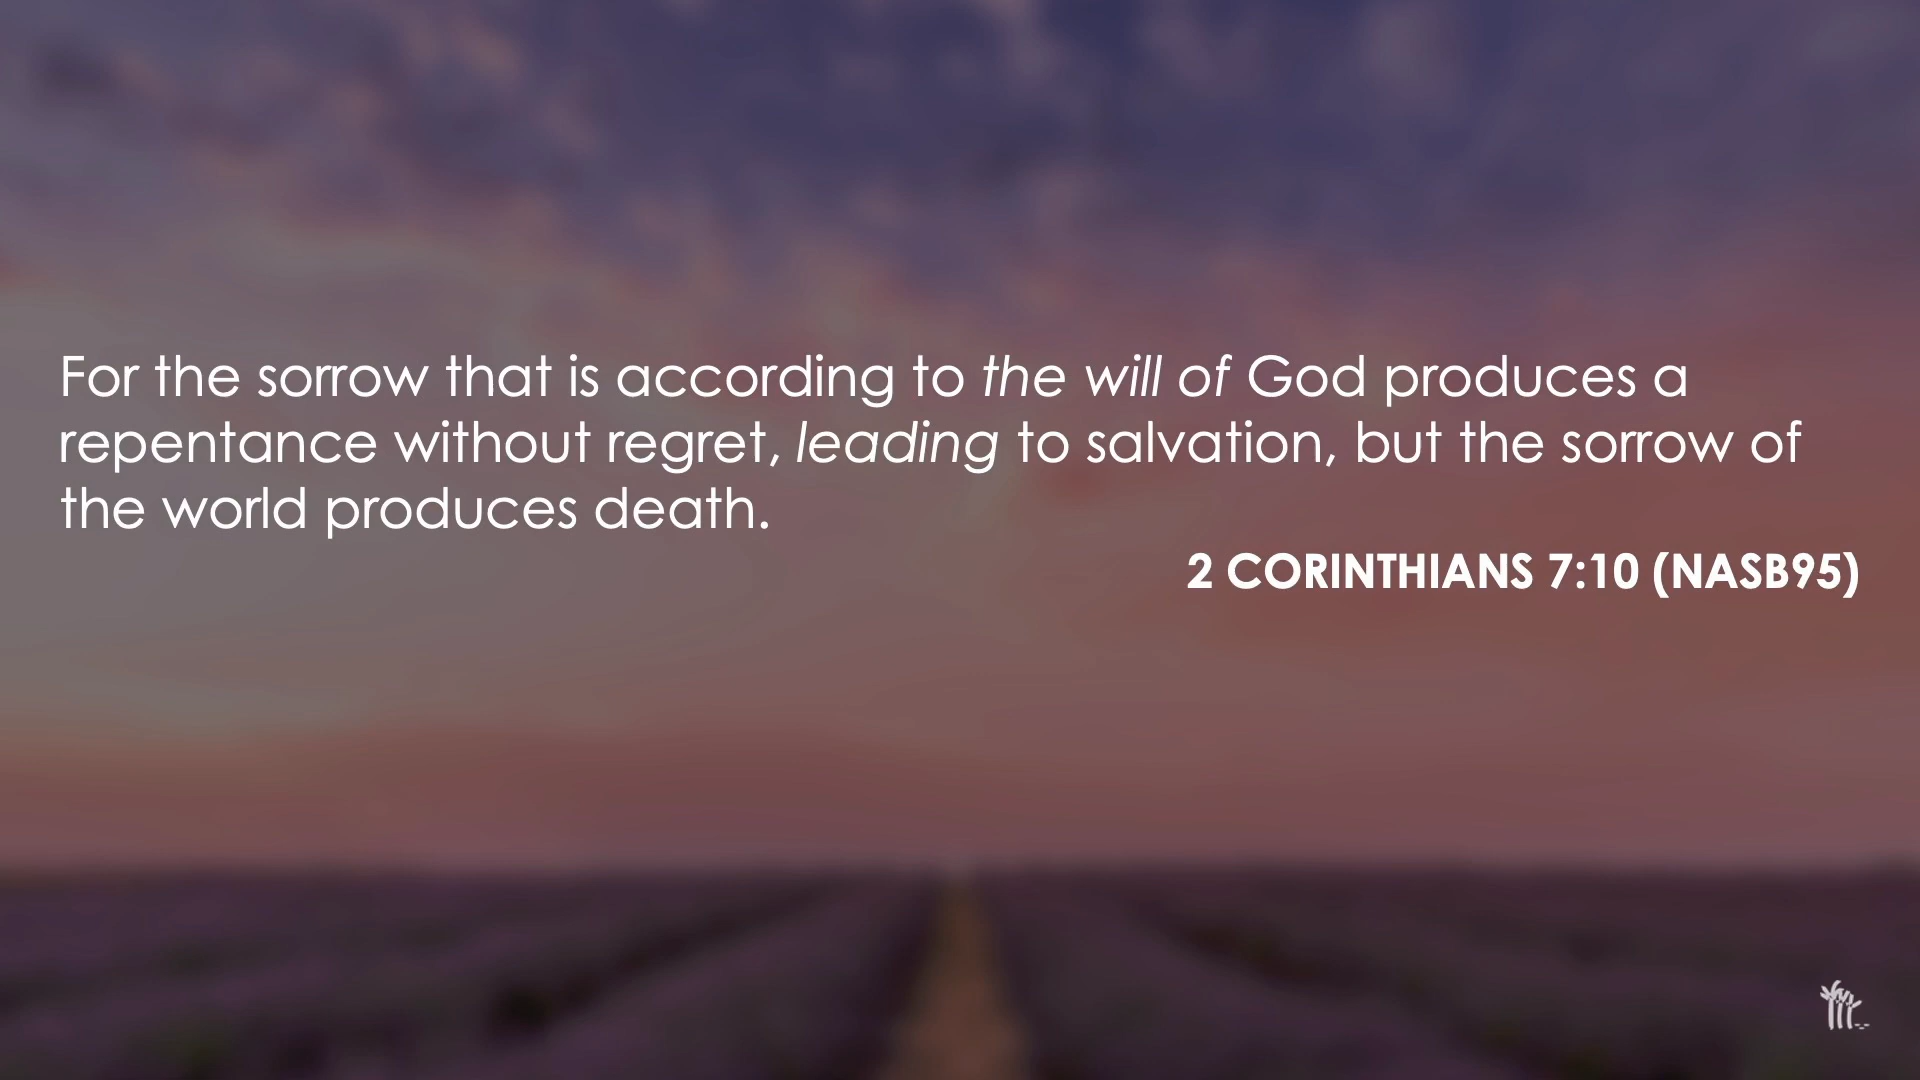 For the sorrow that is according to the will of God produces a
repentance without regret, leading to salvation, but the sorrow of
the world produces death.
2 CORINTHIANS 7:10 (NASB95)